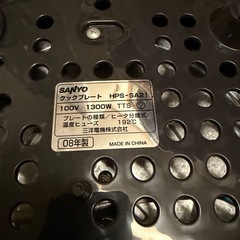 SANYO
クックプレート HPS-SA21
100V 1300W TTS
プレートの種類／ヒータ分離式
温度ヒューズ 192℃
三洋電機株式会社
08年製
MADE IN CHINA